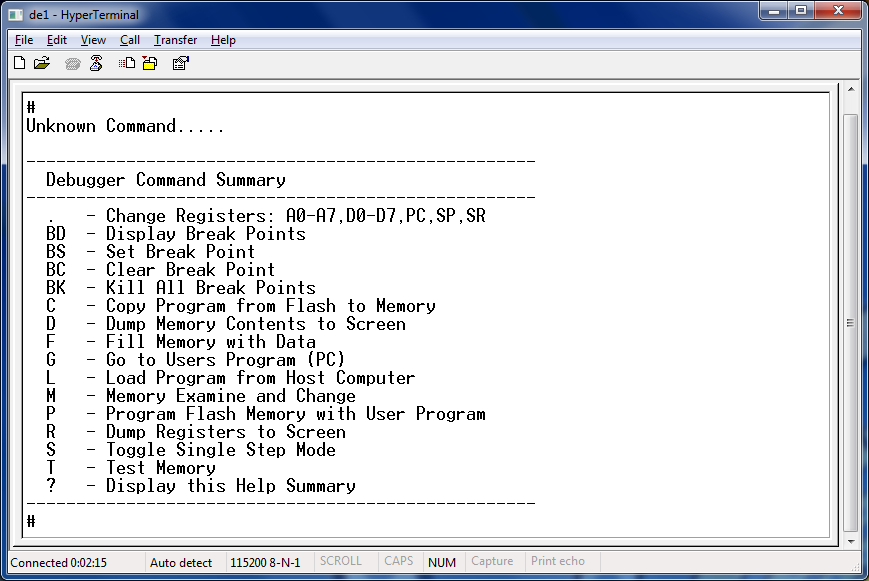 de1 - HyperTerminal
File Edit View Call Transfer Help
#
Unknown Command.....
-----------------------------------------------------
Debugger Command Summary
-----------------------------------------------------
. - Change Registers: A0-A7,D0-D7,PC,SP,SR
BD - Display Break Points
BS - Set Break Point
BC - Clear Break Point
BK - Kill All Break Points
C - Copy Program from Flash to Memory
D - Dump Memory Contents to Screen
F - Fill Memory with Data
G - Go to Users Program (PC)
L - Load Program from Host Computer
M - Memory Examine and Change
P - Program Flash Memory with User Program
R - Dump Registers to Screen
S - Toggle Single Step Mode
T - Test Memory
? - Display this Help Summary
-----------------------------------------------------
#
Connected 0:02:15 Auto detect 115200 8-N-1 SCROLL CAPS NUM Capture Print echo